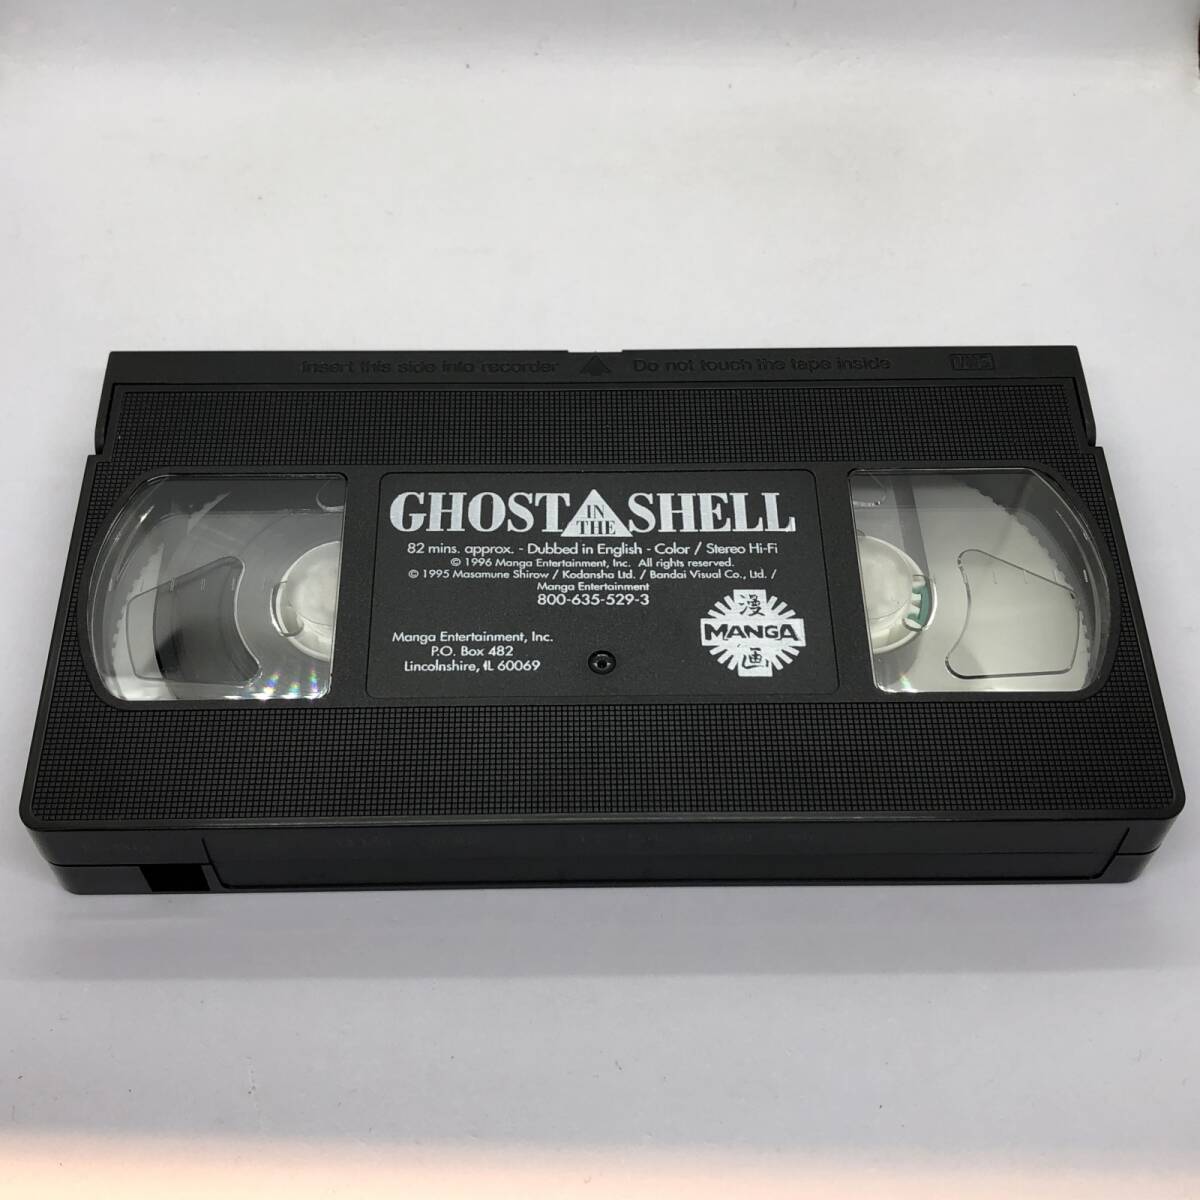 Insert this side into recorder Do not touch the tape inside VHS
GHOST IN THE SHELL
82 mins. approx. - Dubbed in English - Color / Stereo Hi-Fi
© 1996 Manga Entertainment, Inc. All rights reserved.
© 1995 Masamune Shirow / Kodansha Ltd. / Bandai Visual Co., Ltd. /
Manga Entertainment
800-635-529-3
Manga Entertainment, Inc.
P.O. Box 482
Lincolnshire, IL 60069
漫
MANGA
画